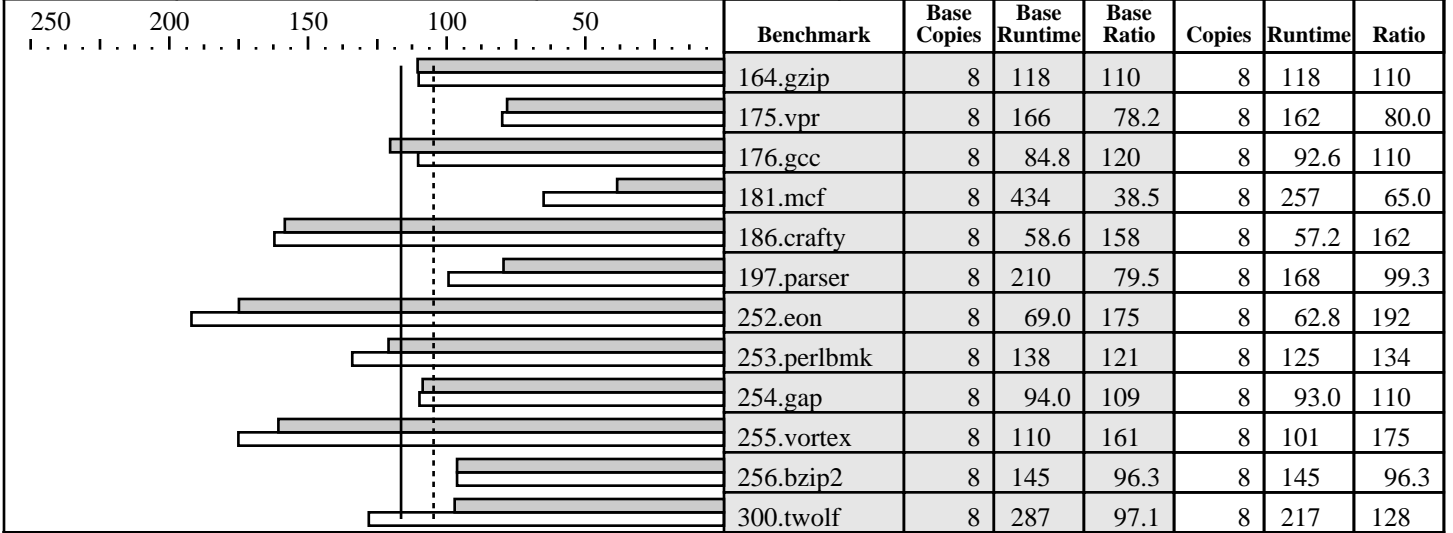 250 200 150 100 50
Benchmark Base Copies Base Runtime Base Ratio Copies Runtime Ratio
164.gzip 8 118 110 8 118 110
175.vpr 8 166 78.2 8 162 80.0
176.gcc 8 84.8 120 8 92.6 110
181.mcf 8 434 38.5 8 257 65.0
186.crafty 8 58.6 158 8 57.2 162
197.parser 8 210 79.5 8 168 99.3
252.eon 8 69.0 175 8 62.8 192
253.perlbmk 8 138 121 8 125 134
254.gap 8 94.0 109 8 93.0 110
255.vortex 8 110 161 8 101 175
256.bzip2 8 145 96.3 8 145 96.3
300.twolf 8 287 97.1 8 217 128